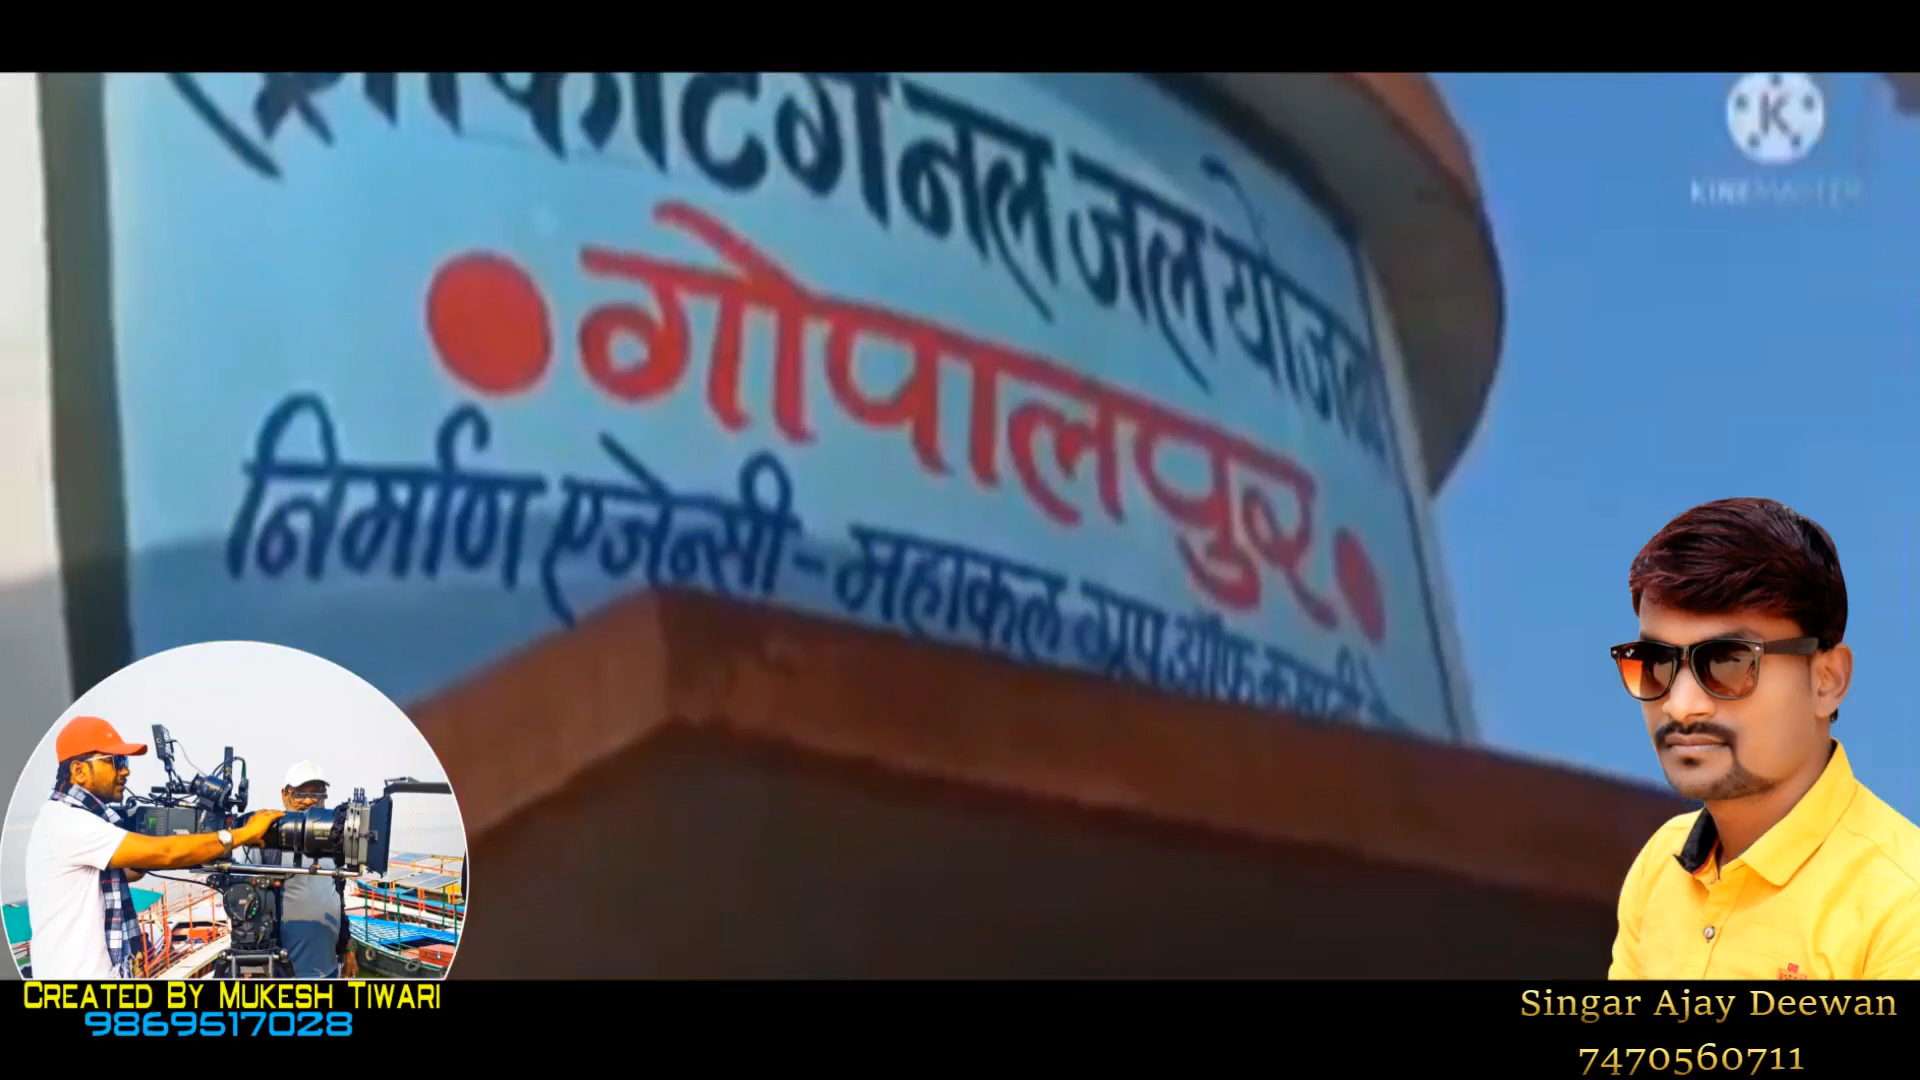 नल जल योजना
गोपालपुर
निर्माण एजेन्सी - महाकल ग्रुप ऑफ
K
KINEMASTER
CREATED BY MUKESH TIWARI
9869517028
Singar Ajay Deewan
7470560711